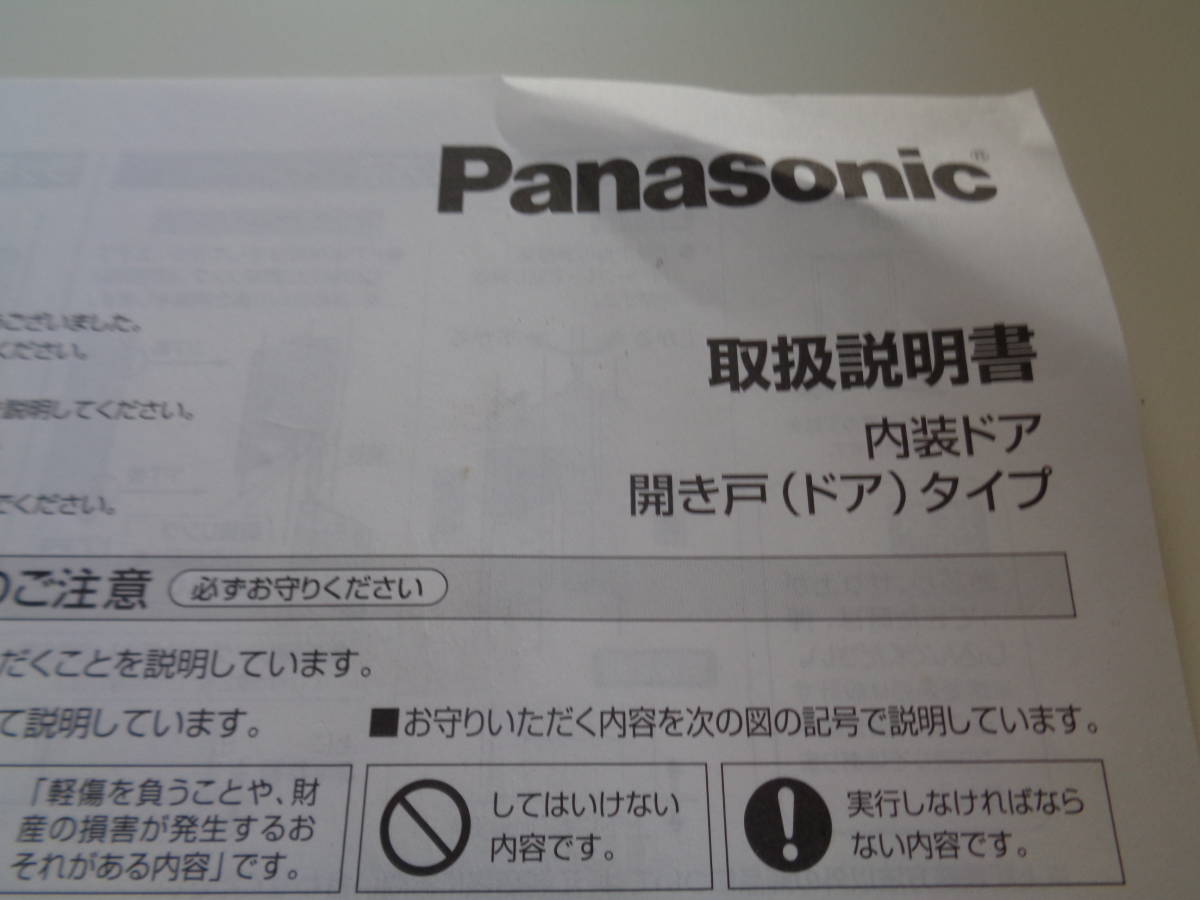 Panasonic®
取扱説明書
内装ドア
開き戸（ドア）タイプ
ございました。
ください。
説明してください。
ください。
ご注意 必ずお守りください
だくことを説明しています。
て説明しています。
■お守りいただく内容を次の図の記号で説明しています。
「軽傷を負うことや、財
産の損害が発生するお
それがある内容」です。
してはいけない
内容です。
実行しなければなら
ない内容です。